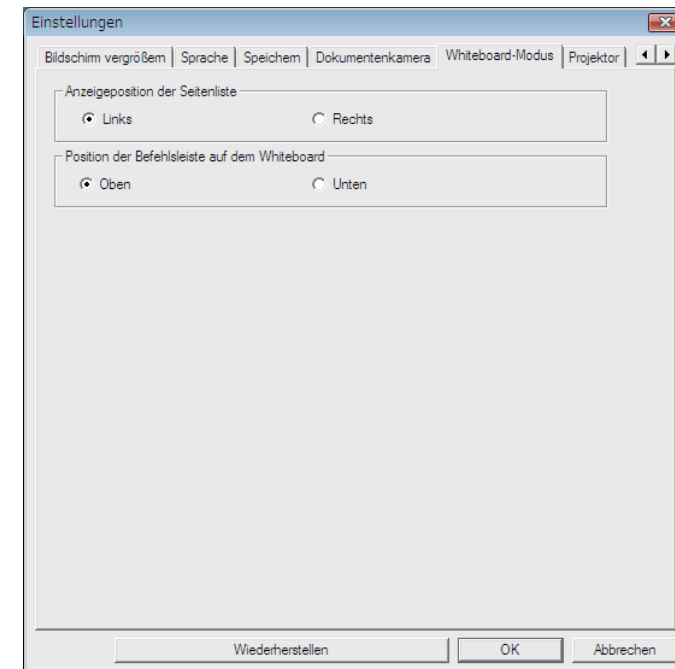 Einstellungen
Bildschim vergrößem Sprache Speichem Dokumentenkamera Whiteboard-Modus Projektor
Anzeigeposition der Seitenliste
Links Rechts
Position der Befehlsleiste auf dem Whiteboard
Oben Unten
Wiederherstellen OK Abbrechen